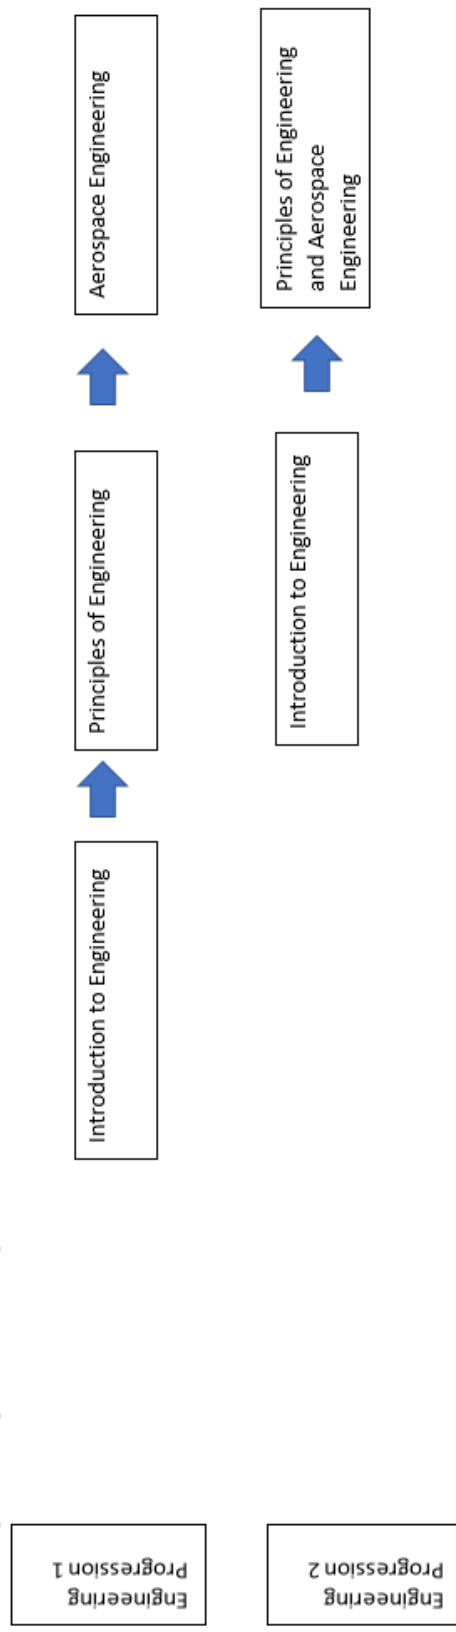 Engineering
Progression 1
Introduction to Engineering
Principles of Engineering
Aerospace Engineering
Engineering
Progression 2
Introduction to Engineering
Principles of Engineering
and Aerospace
Engineering